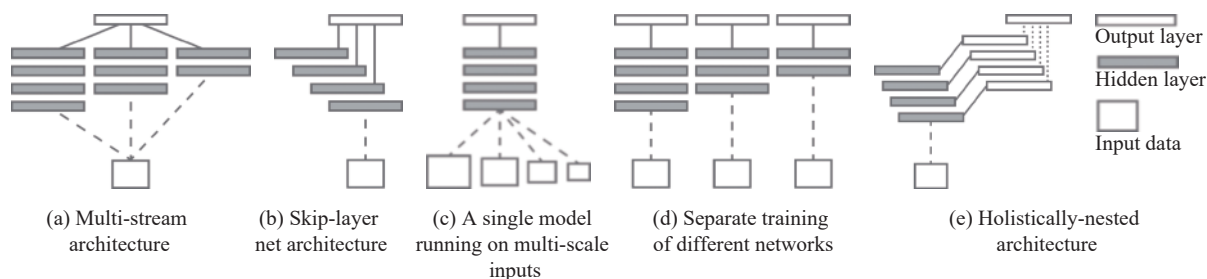 Output layer
Hidden layer
Input data
(a) Multi-stream
architecture
(b) Skip-layer
net architecture
(c) A single model
running on multi-scale
inputs
(d) Separate training
of different networks
(e) Holistically-nested
architecture